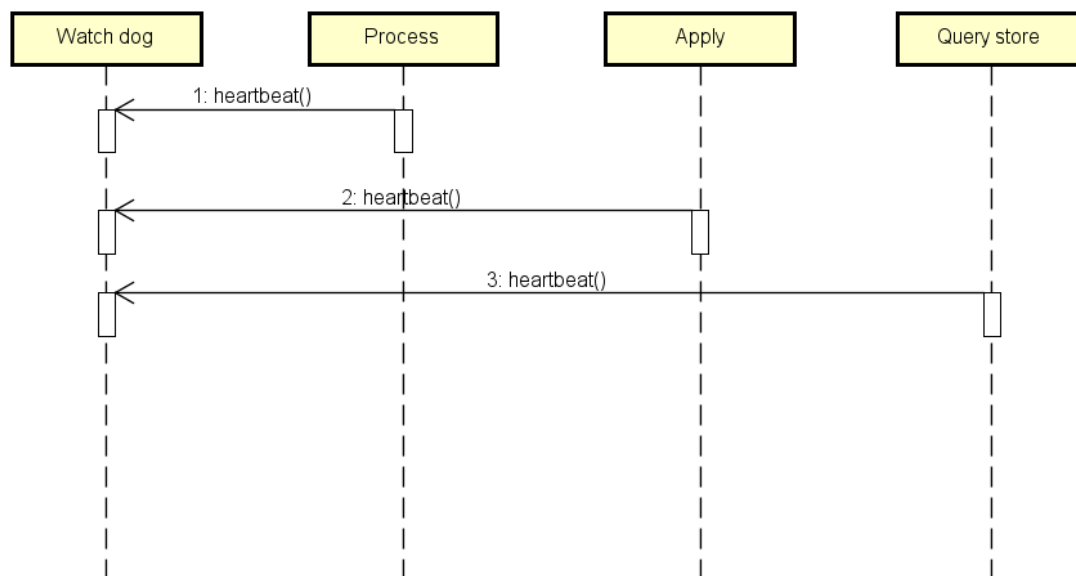 Watch dog
Process
Apply
Query store
1: heartbeat()
2: heartbeat()
3: heartbeat()